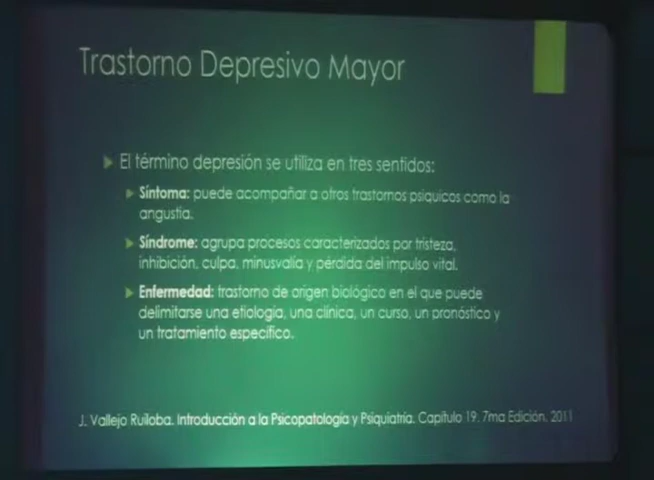 Trastorno Depresivo Mayor
El término depresión se utiliza en tres sentidos:
Síntoma: puede acompañar a otros trastornos psíquicos como la
angustia.
Síndrome: agrupa procesos caracterizados por tristeza,
inhibición, culpa, minusvalía y pérdida del impulso vital.
Enfermedad: trastorno de origen biológico en el que puede
delimitarse una etiología, una clínica, un curso, un pronóstico y
un tratamiento específico.
J. Vallejo Ruiloba. Introducción a la Psicopatología y Psiquiatría. Capítulo 19; 7ma Edición. 2011